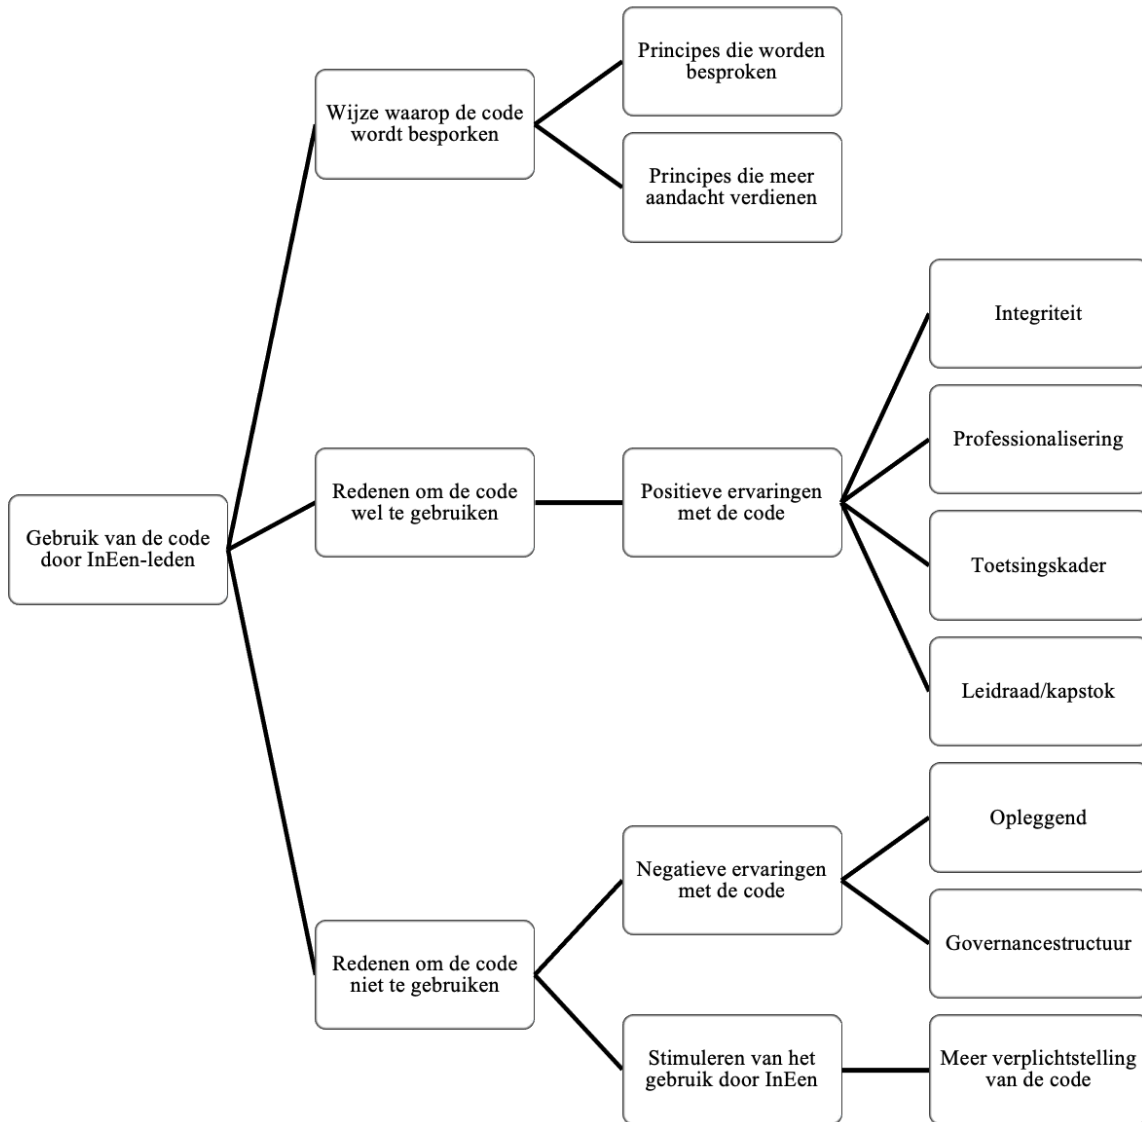 Principes die worden
besproken
Wijze waarop de code
wordt besporken
Principes die meer
aandacht verdienen
Integriteit
Professionalisering
Redenen om de code
wel te gebruiken
Positieve ervaringen
met de code
Gebruik van de code
door InEen-leden
Toetsingskader
Leidraad/kapstok
Opleggend
Negatieve ervaringen
met de code
Governancestructuur
Redenen om de code
niet te gebruiken
Stimuleren van het
gebruik door InEen
Meer verplichtstelling
van de code